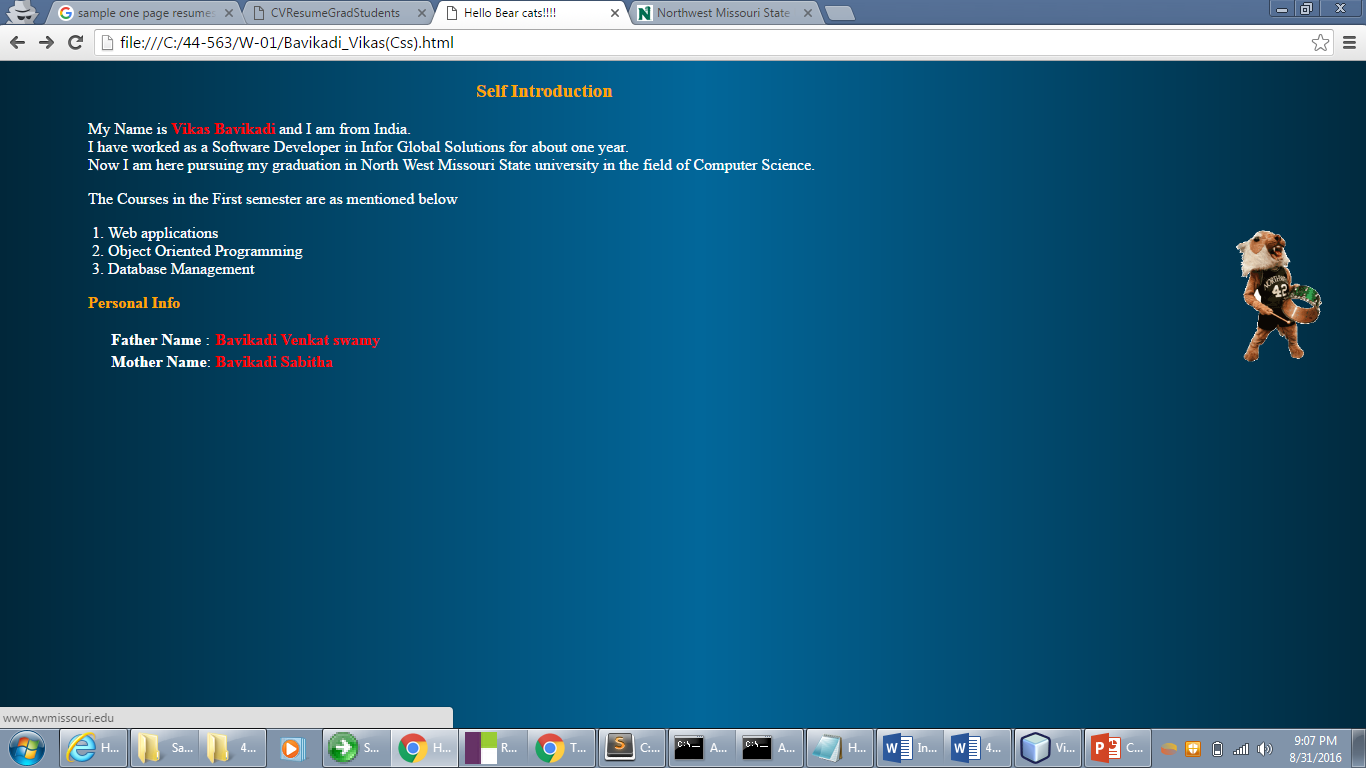 sample one page resumes
CVResumeGradStudents
Hello Bear cats!!!!
Northwest Missouri State
file:///C:/44-563/W-01/Bavikadi_Vikas(Css).html
Self Introduction
My Name is Vikas Bavikadi and I am from India.
I have worked as a Software Developer in Infor Global Solutions for about one year.
Now I am here pursuing my graduation in North West Missouri State university in the field of Computer Science.
The Courses in the First semester are as mentioned below
1. Web applications
2. Object Oriented Programming
3. Database Management
Personal Info
Father Name : Bavikadi Venkat swamy
Mother Name: Bavikadi Sabitha
42
www.nwmissouri.edu
H... Sa... 4... S... H... R... T... C:... A... A... H... In... 4... Vi... C...
9:07 PM
8/31/2016